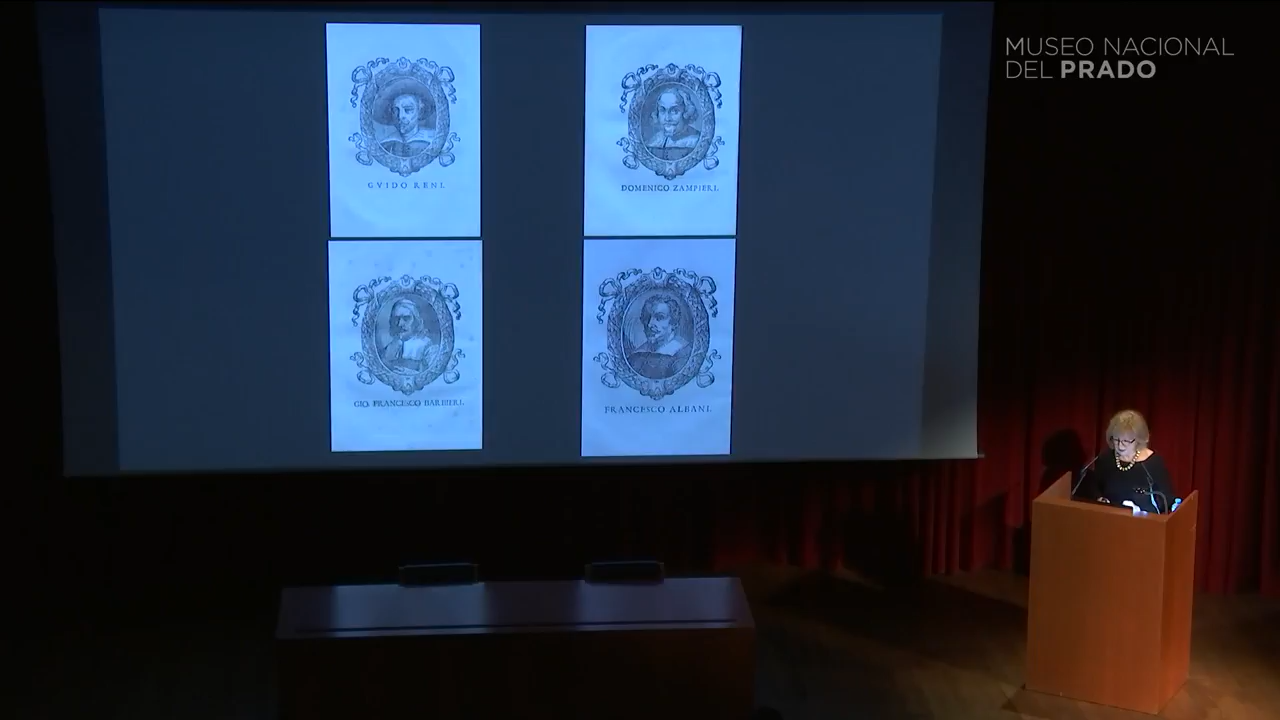 MUSEO NACIONAL
DEL PRADO
GVIDO RENI.
DOMENICO ZAMPIERI.
GIO. FRANCESCO BARBIERI.
FRANCESCO ALBANI.